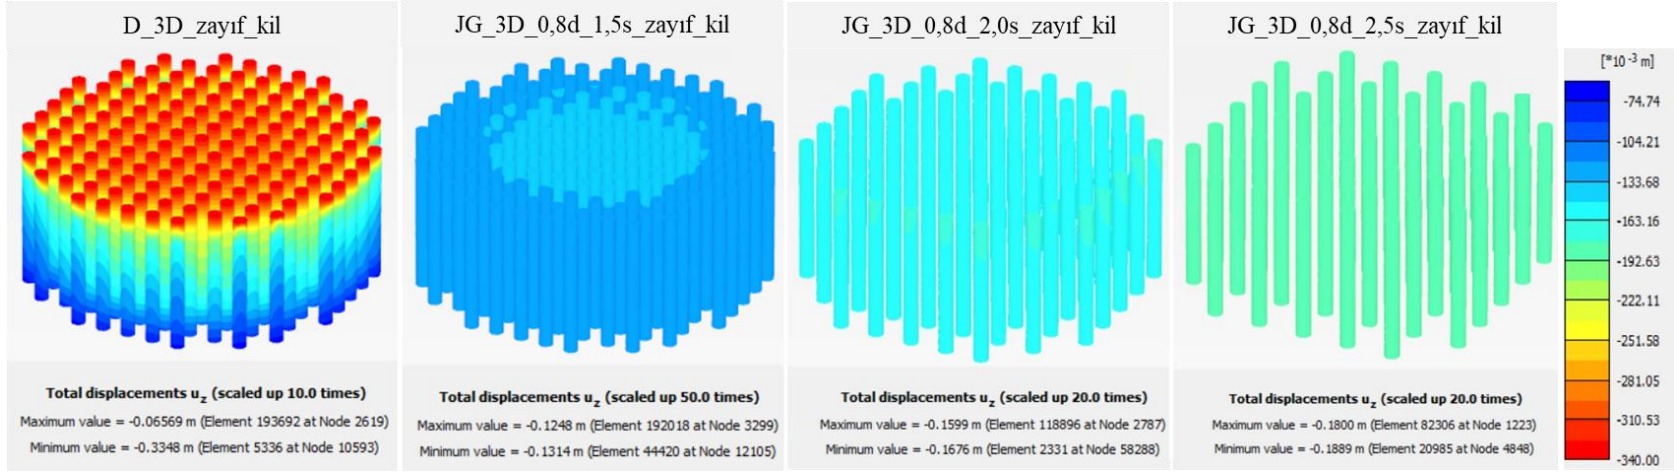 D_3D_zayıf_kil
JG_3D_0,8d_1,5s_zayıf_kil
JG_3D_0,8d_2,0s_zayıf_kil
JG_3D_0,8d_2,5s_zayıf_kil
[*10⁻³ m]
-74.74
-104.21
-133.68
-163.16
-192.63
-222.11
-251.58
-281.05
-310.53
-340.00
Total displacements u_z (scaled up 10.0 times)
Maximum value = -0.06569 m (Element 193692 at Node 2619)
Minimum value = -0.3348 m (Element 5336 at Node 10593)
Total displacements u_z (scaled up 50.0 times)
Maximum value = -0.1248 m (Element 192018 at Node 3299)
Minimum value = -0.1314 m (Element 44420 at Node 12105)
Total displacements u_z (scaled up 20.0 times)
Maximum value = -0.1599 m (Element 118896 at Node 2787)
Minimum value = -0.1676 m (Element 2331 at Node 58288)
Total displacements u_z (scaled up 20.0 times)
Maximum value = -0.1800 m (Element 82306 at Node 1223)
Minimum value = -0.1889 m (Element 20985 at Node 4848)